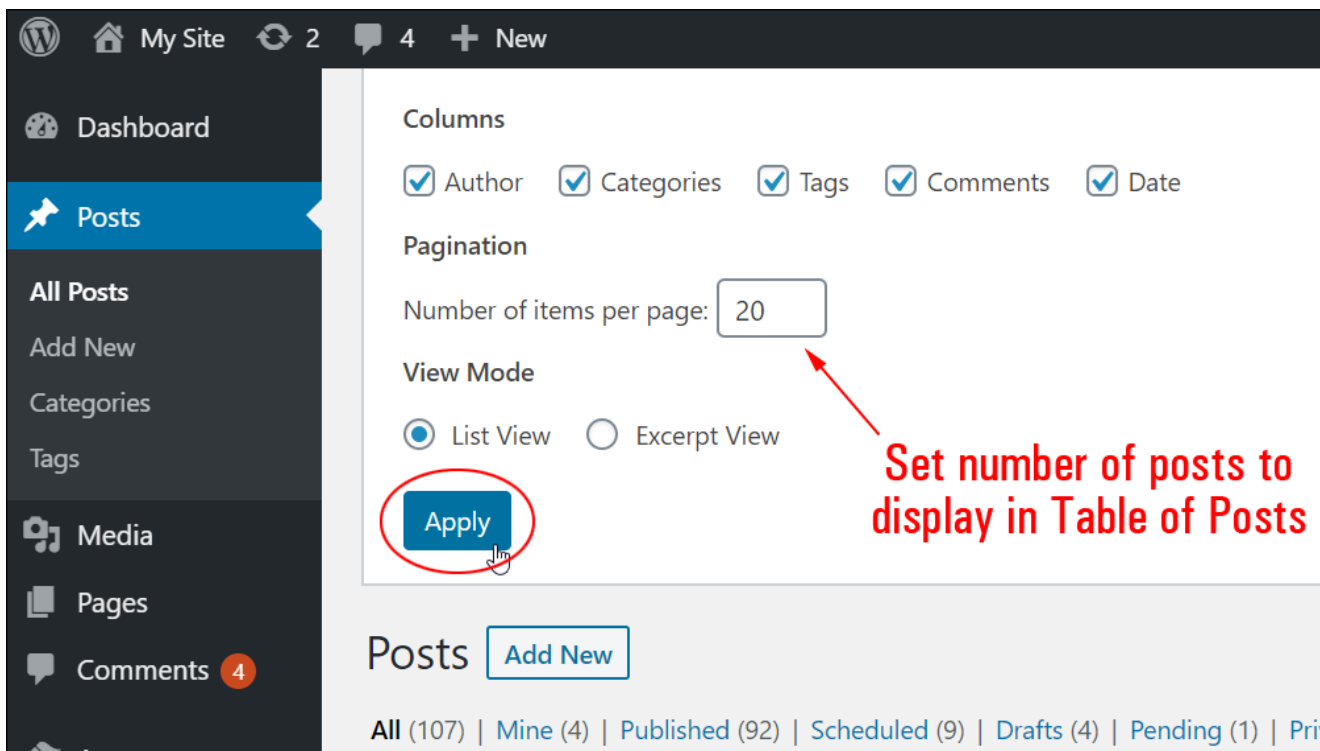 My Site 2 4 New
Dashboard
Posts
All Posts
Add New
Categories
Tags
Media
Pages
Comments 4
Columns
Author Categories Tags Comments Date
Pagination
Number of items per page: 20
View Mode
List View Excerpt View
Apply
Set number of posts to
display in Table of Posts
Posts Add New
All (107) | Mine (4) | Published (92) | Scheduled (9) | Drafts (4) | Pending (1) |